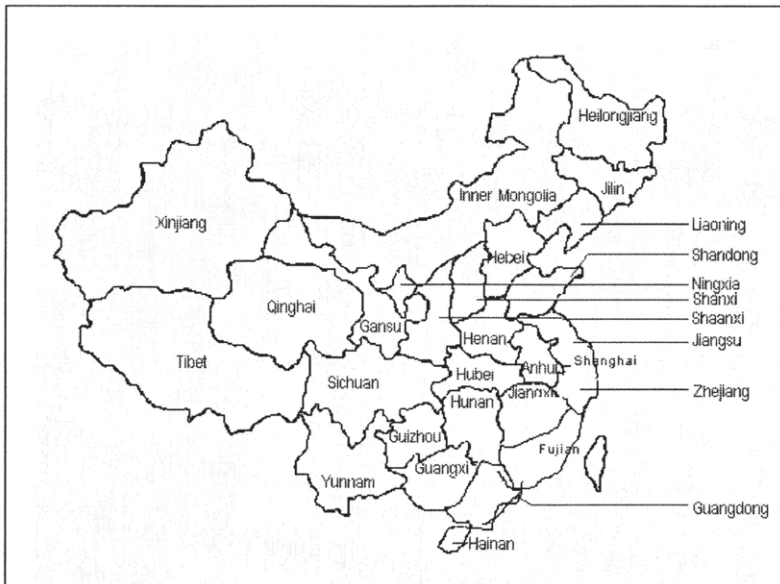 Heilongjiang
Jilin
Inner Mongolia
Xinjiang
Liaoning
Hebei
Shandong
Ningxia
Shanxi
Qinghai
Shaanxi
Gansu
Henan
Jiangsu
Tibet
Shanghai
Anhui
Hubei
Sichuan
Zhejiang
Jiangxi
Hunan
Guizhou
Fujian
Guangxi
Yunnam
Guangdong
Hainan